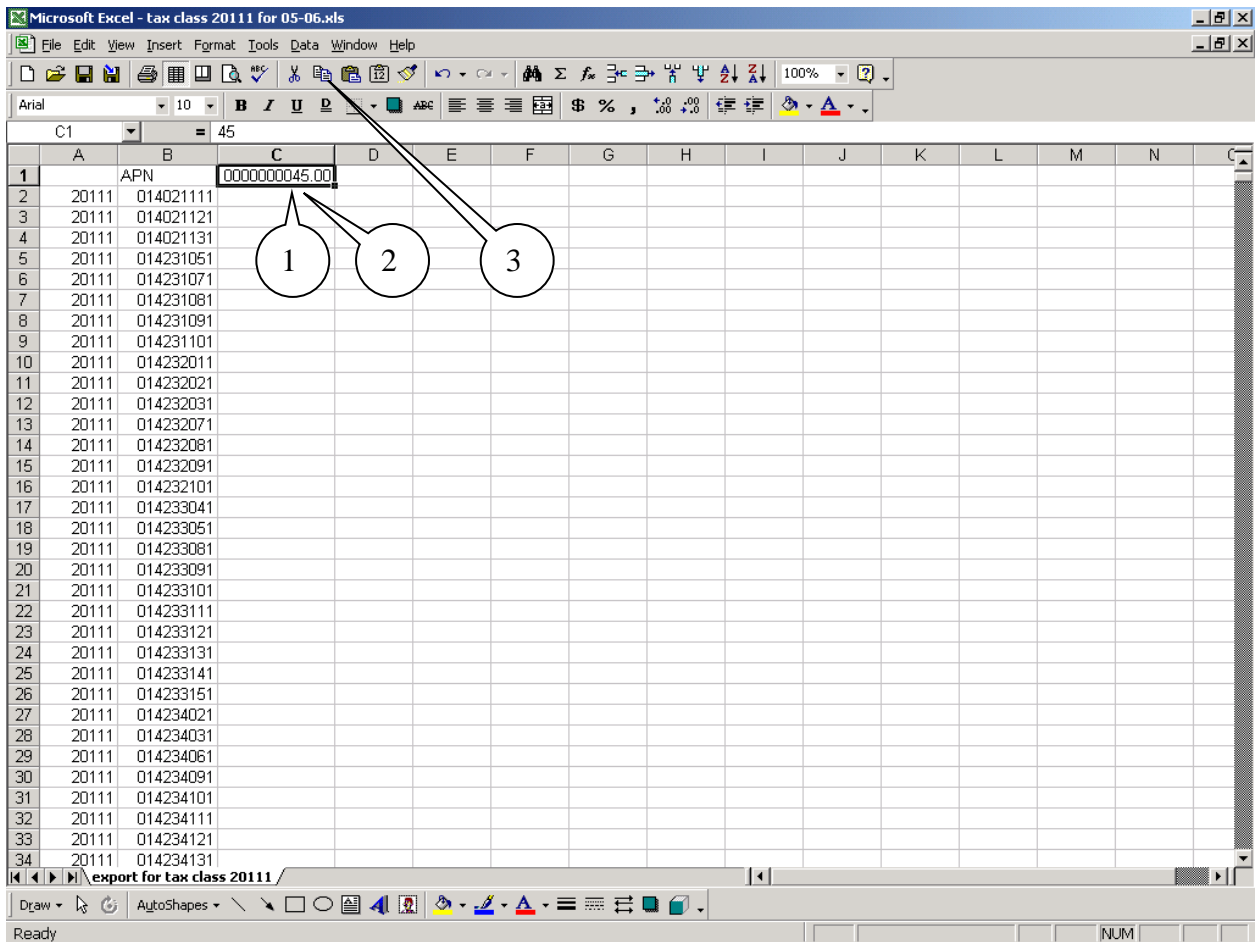 Microsoft Excel - tax class 20111 for 05-06.xls
File Edit View Insert Format Tools Data Window Help
100%
Arial 10 B I U D ABC $ % , .00 .00 A
C1 = 45
A B C D E F G H I J K L M N
1 APN 0000000045.00
2 20111 014021111
3 20111 014021121
4 20111 014021131
5 20111 014231051
6 20111 014231071
7 20111 014231081
8 20111 014231091
9 20111 014231101
10 20111 014232011
11 20111 014232021
12 20111 014232031
13 20111 014232071
14 20111 014232081
15 20111 014232091
16 20111 014232101
17 20111 014233041
18 20111 014233051
19 20111 014233081
20 20111 014233091
21 20111 014233101
22 20111 014233111
23 20111 014233121
24 20111 014233131
25 20111 014233141
26 20111 014233151
27 20111 014234021
28 20111 014234031
29 20111 014234061
30 20111 014234091
31 20111 014234101
32 20111 014234111
33 20111 014234121
34 20111 014234131
1 2 3
export for tax class 20111
Draw AutoShapes A
Ready NUM